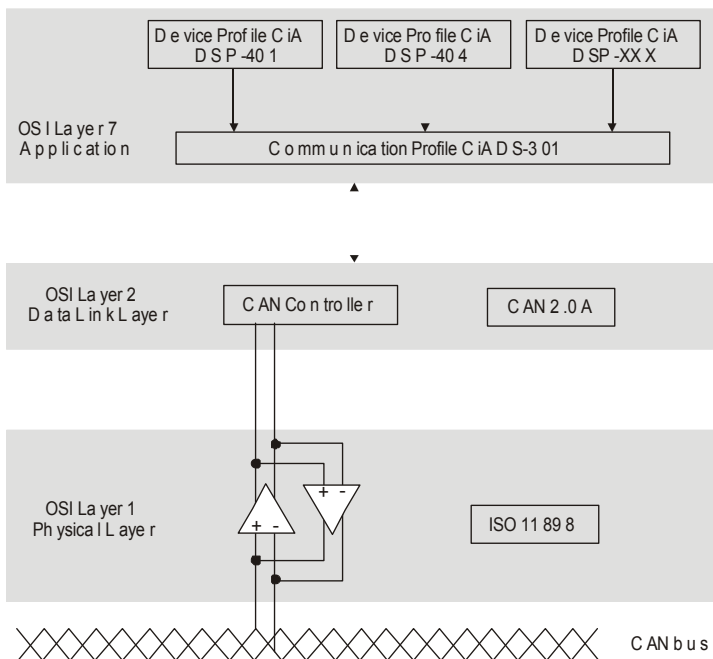 Device Profile CiA
DSP-401
Device Profile CiA
DSP-404
Device Profile CiA
DSP-XXX
OSI Layer 7
Application
Communication Profile CiA DS-301
OSI Layer 2
Data Link Layer
CAN Controller
CAN 2.0 A
+ -
OSI Layer 1
Physical Layer
+ -
ISO 11898
CAN bus